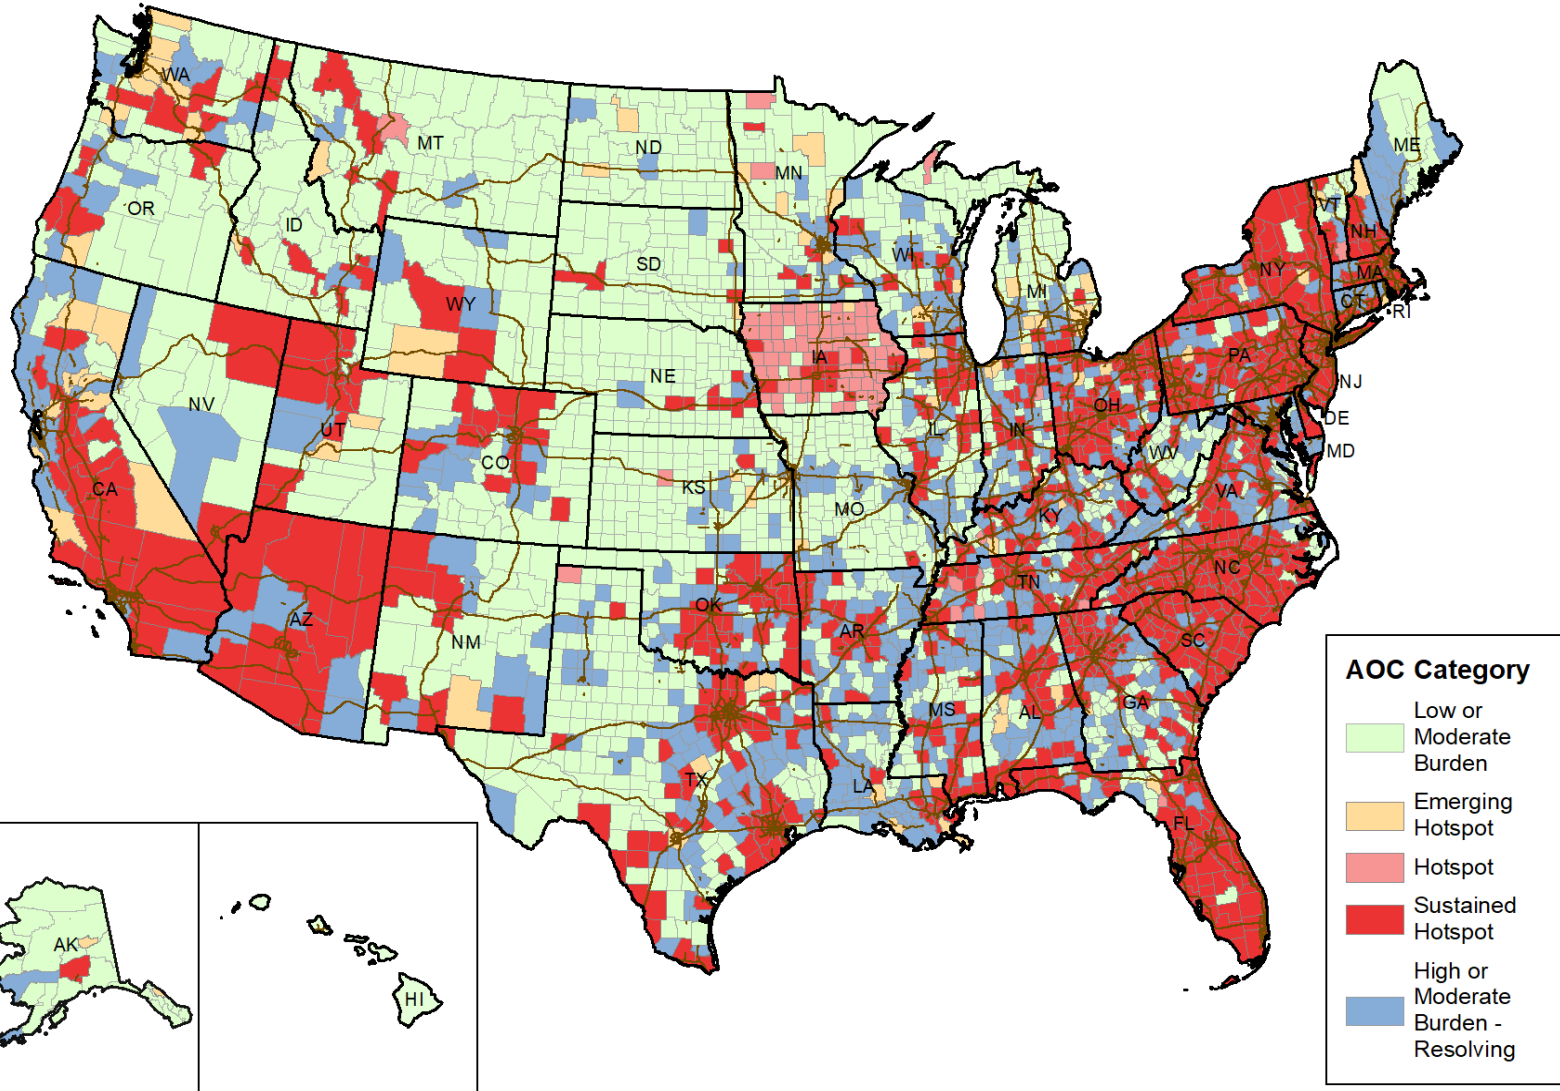 WA
MT
ND
MN
ME
OR
ID
SD
WI
VT
NH
WY
MI
NY
MA
CT
RI
IA
PA
NE
NJ
NV
UT
CO
IL
IN
OH
DE
WV
MD
CA
KS
MO
KY
VA
AZ
NM
OK
AR
TN
NC
SC
MS
AL
GA
TX
LA
FL
AK
HI
AOC Category
Low or
Moderate
Burden
Emerging
Hotspot
Hotspot
Sustained
Hotspot
High or
Moderate
Burden -
Resolving